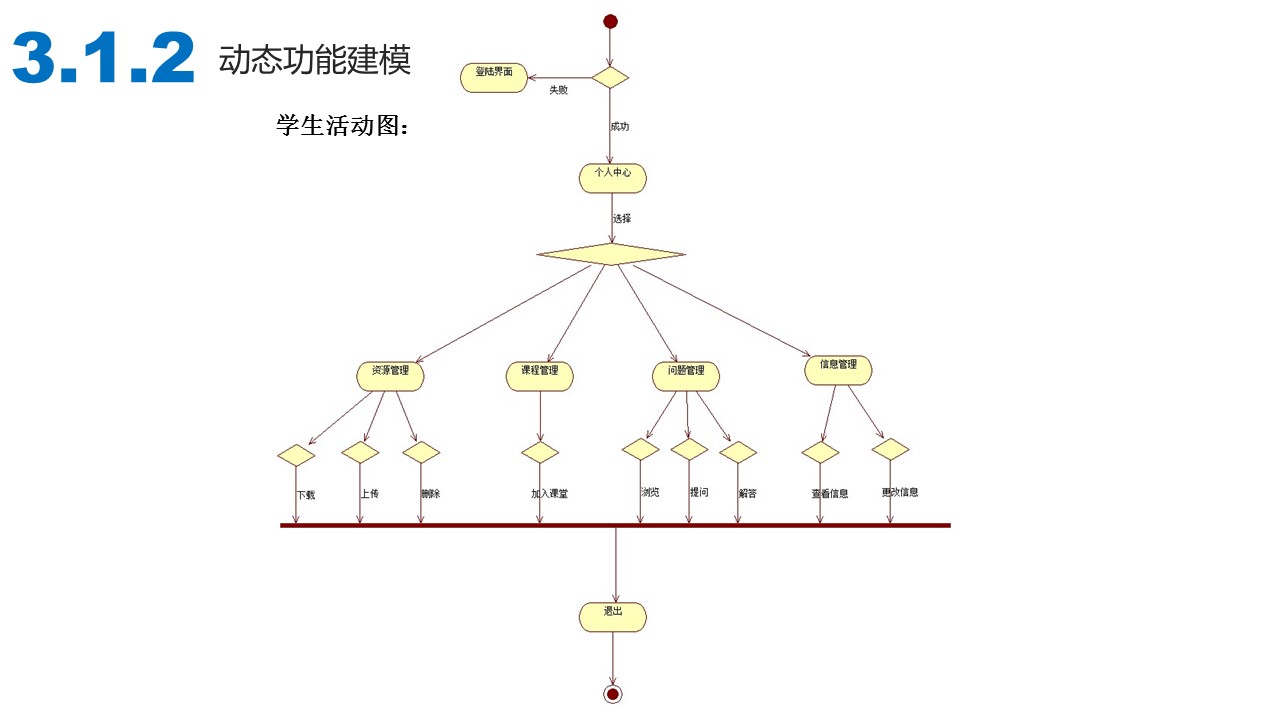 3.1.2 动态功能建模
学生活动图：
登陆界面
失败
成功
个人中心
选择
资源管理
课程管理
问题管理
信息管理
下载
上传
删除
加入课堂
浏览
提问
解答
查看信息
更改信息
退出